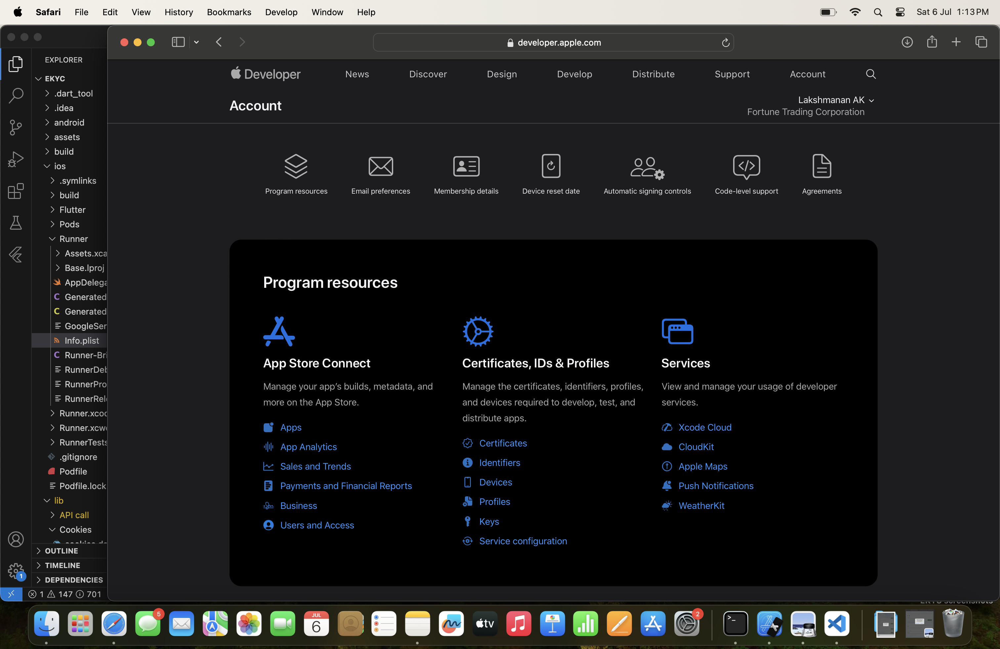 Safari File Edit View History Bookmarks Develop Window Help
Sat 6 Jul 1:13 PM
EXPLORER
EKYC
.dart_tool
.idea
android
assets
build
ios
.symlinks
build
Flutter
Pods
Runner
Assets.xca
Base.lproj
AppDelega
Generated
Generated
GoogleSer
Info.plist
Runner-Bri
RunnerDeb
RunnerPro
RunnerRel
Runner.xcod
Runner.xcwo
RunnerTests
.gitignore
Podfile
Podfile.lock
lib
API call
Cookies
OUTLINE
TIMELINE
DEPENDENCIES
1
1 147 701
developer.apple.com
Developer News Discover Design Develop Distribute Support Account
Account
Lakshmanan AK
Fortune Trading Corporation
Program resources
Email preferences
Membership details
Device reset date
Automatic signing controls
Code-level support
Agreements
Program resources
App Store Connect
Manage your app’s builds, metadata, and
more on the App Store.
Apps
App Analytics
Sales and Trends
Payments and Financial Reports
Business
Users and Access
Certificates, IDs & Profiles
Manage the certificates, identifiers, profiles,
and devices required to develop, test, and
distribute apps.
Certificates
Identifiers
Devices
Profiles
Keys
Service configuration
Services
View and manage your usage of developer
services.
Xcode Cloud
CloudKit
Apple Maps
Push Notifications
WeatherKit
5
JUL
6
tv
2